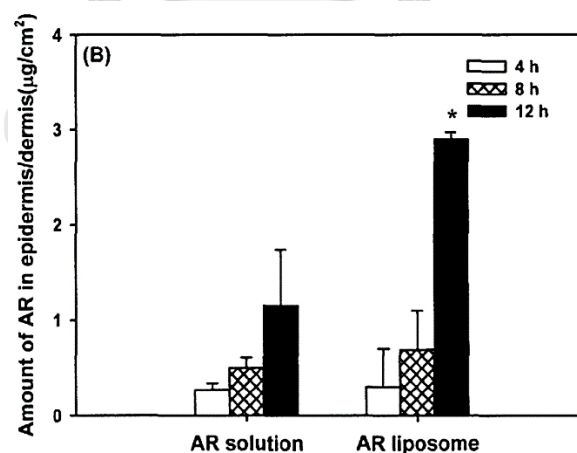 (B)
Amount of AR in epidermis/dermis(μg/cm²)
4
3
2
1
0
4 h
8 h
12 h
*
AR solution
AR liposome